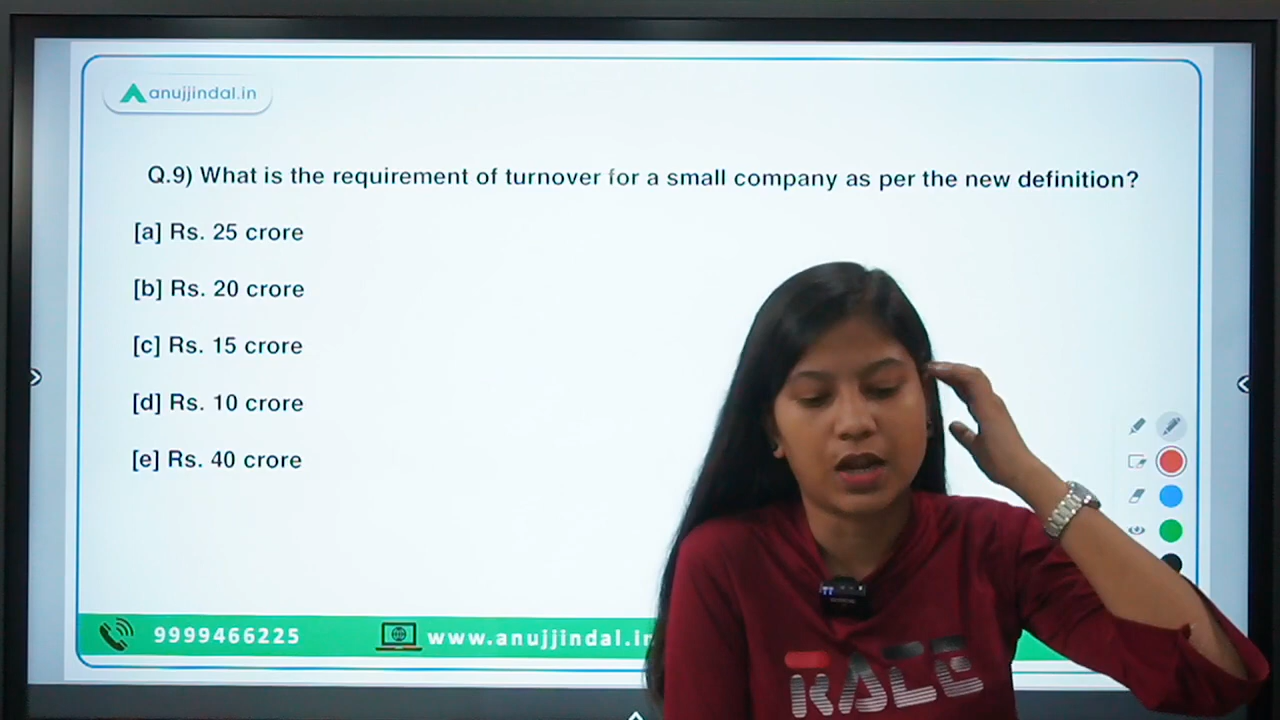 anujjindal.in
Q.9) What is the requirement of turnover for a small company as per the new definition?
[a] Rs. 25 crore
[b] Rs. 20 crore
[c] Rs. 15 crore
[d] Rs. 10 crore
[e] Rs. 40 crore
9999466225
www.anujjindal.in
RACE